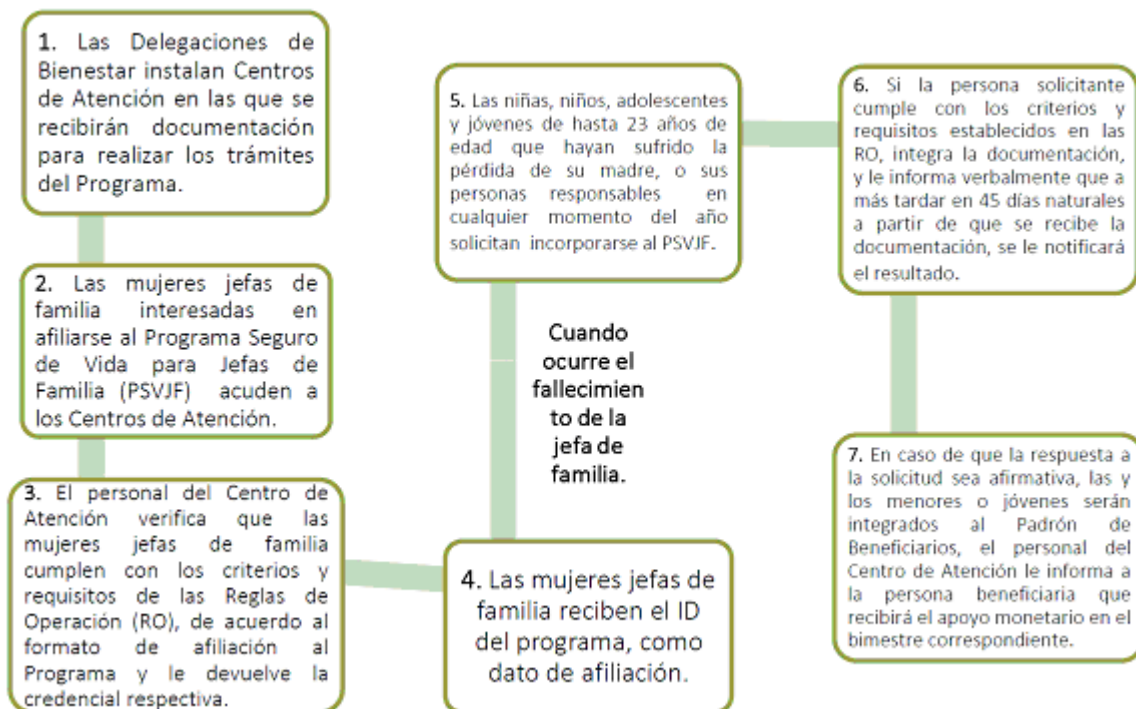 1. Las Delegaciones de
Bienestar instalan Centros
de Atención en las que se
recibirán documentación
para realizar los trámites
del Programa.
2. Las mujeres jefas de
familia interesadas en
afiliarse al Programa Seguro
de Vida para Jefas de
Familia (PSVJF) acuden a
los Centros de Atención.
3. El personal del Centro de
Atención verifica que las
mujeres jefas de familia
cumplen con los criterios y
requisitos de las Reglas de
Operación (RO), de acuerdo al
formato de afiliación al
Programa y le devuelve la
credencial respectiva.
4. Las mujeres jefas de
familia reciben el ID
del programa, como
dato de afiliación.
Cuando
ocurre el
fallecimien
to de la
jefa de
familia.
5. Las niñas, niños, adolescentes
y jóvenes de hasta 23 años de
edad que hayan sufrido la
pérdida de su madre, o sus
personas responsables en
cualquier momento del año
solicitan incorporarse al PSVJF.
6. Si la persona solicitante
cumple con los criterios y
requisitos establecidos en las
RO, integra la documentación,
y le informa verbalmente que a
más tardar en 45 días naturales
a partir de que se recibe la
documentación, se le notificará
el resultado.
7. En caso de que la respuesta a
la solicitud sea afirmativa, las y
los menores o jóvenes serán
integrados al Padrón de
Beneficiarios, el personal del
Centro de Atención le informa a
la persona beneficiaria que
recibirá el apoyo monetario en el
bimestre correspondiente.